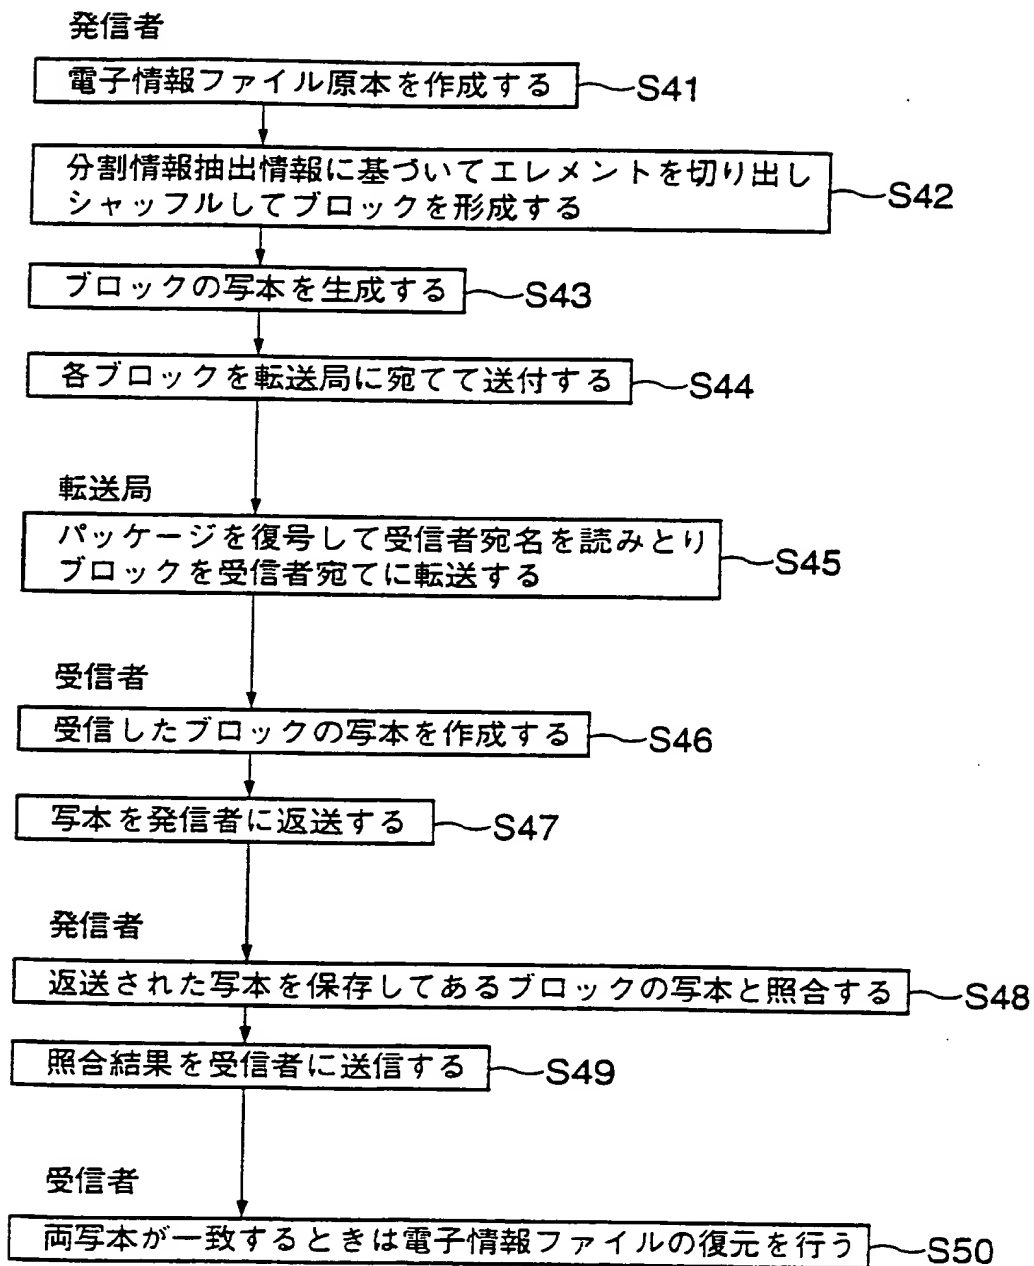 発信者
電子情報ファイル原本を作成する S41
分割情報抽出情報に基づいてエレメントを切り出し
シャッフルしてブロックを形成する S42
ブロックの写本を生成する S43
各ブロックを転送局に宛てて送付する S44
転送局
パッケージを復号して受信者宛名を読みとり
ブロックを受信者宛てに転送する S45
受信者
受信したブロックの写本を作成する S46
写本を発信者に返送する S47
発信者
返送された写本を保存してあるブロックの写本と照合する S48
照合結果を受信者に送信する S49
受信者
両写本が一致するときは電子情報ファイルの復元を行う S50